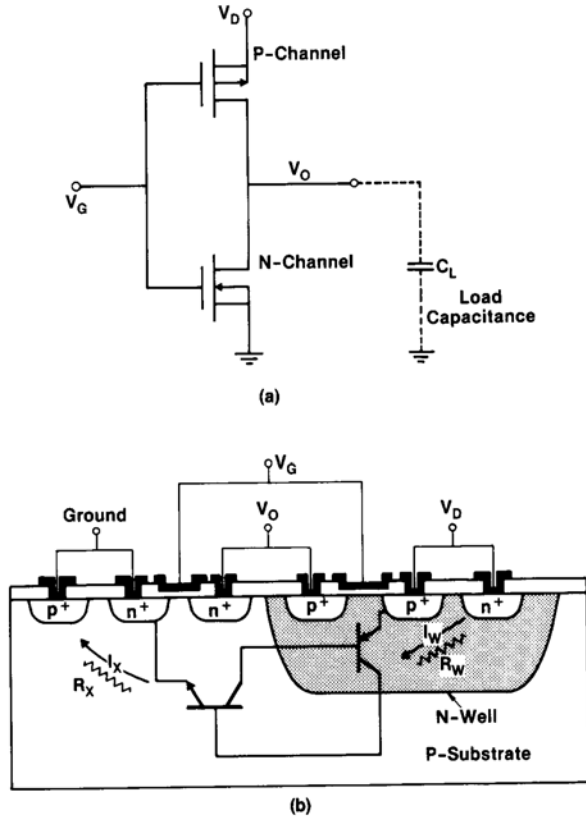 V_D
P-Channel
V_O
V_G
N-Channel
C_L
Load
Capacitance
(a)
V_G
Ground
V_O
V_D
p+ n+ n+ p+ p+ n+
I_X
R_X
I_W
R_W
N-Well
P-Substrate
(b)